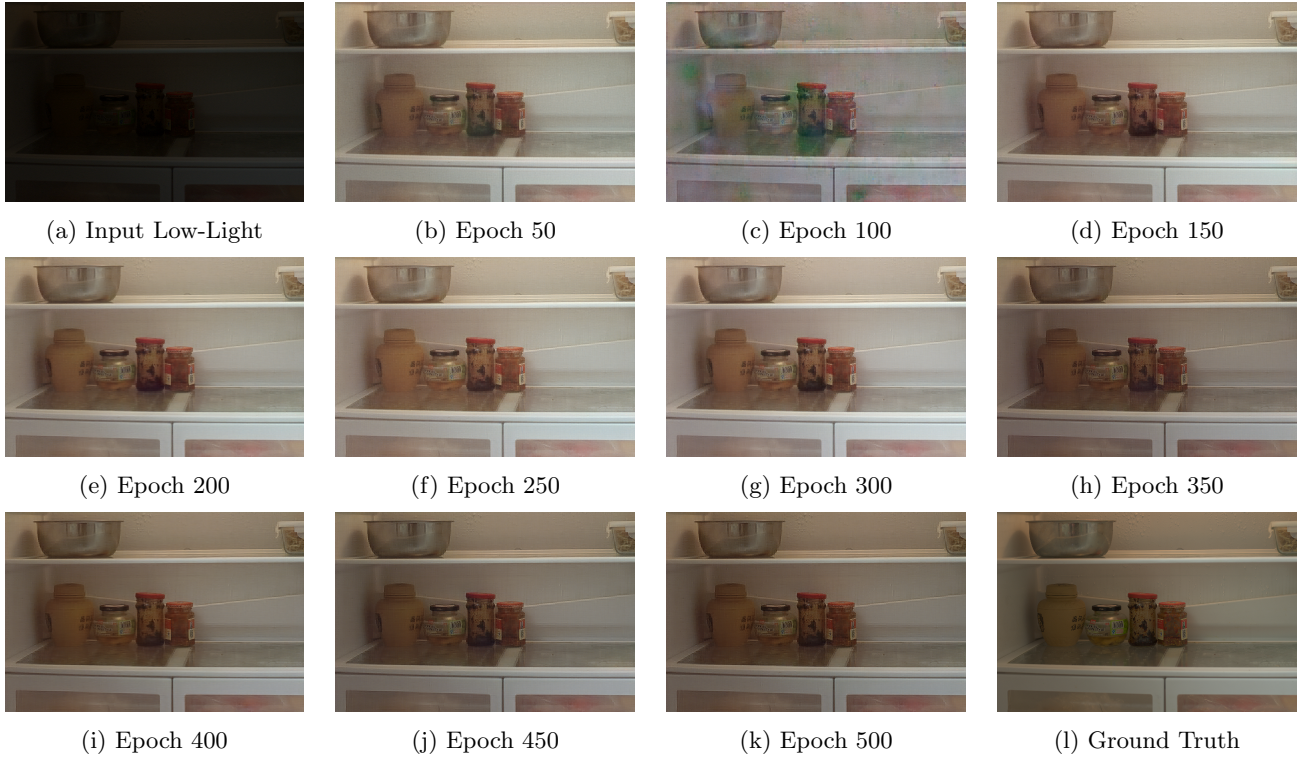 (a) Input Low-Light
(b) Epoch 50
(c) Epoch 100
(d) Epoch 150
(e) Epoch 200
(f) Epoch 250
(g) Epoch 300
(h) Epoch 350
(i) Epoch 400
(j) Epoch 450
(k) Epoch 500
(l) Ground Truth